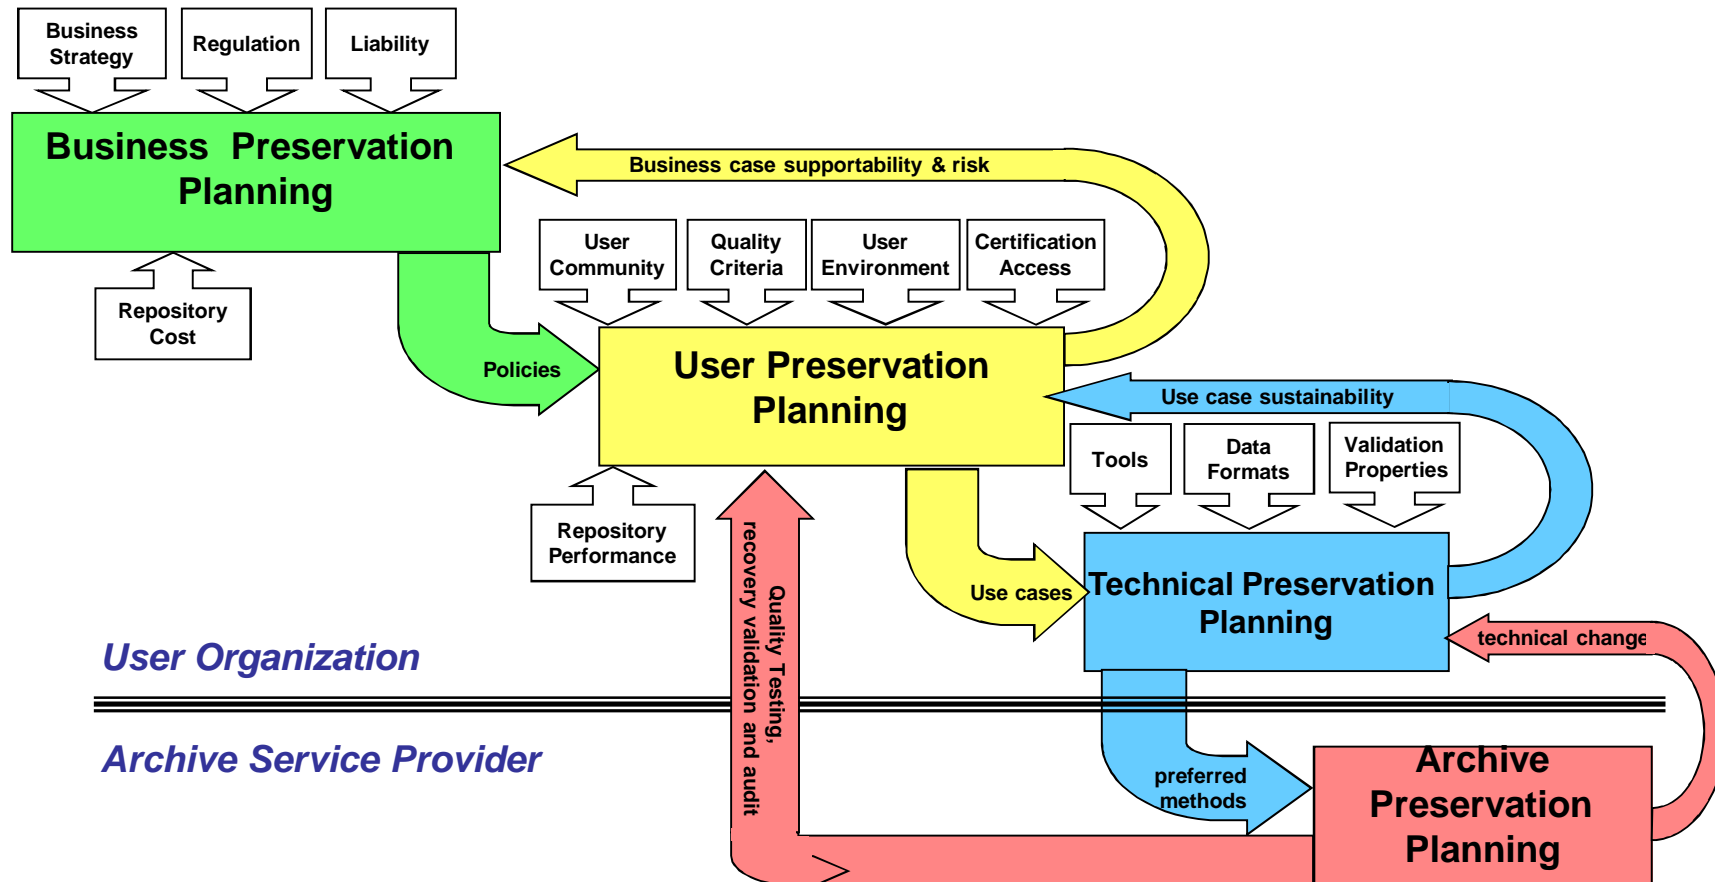 Business
Strategy
Regulation
Liability
Business Preservation
Planning
Business case supportability & risk
Repository
Cost
User
Community
Quality
Criteria
User
Environment
Certification
Access
Policies
User Preservation
Planning
Use case sustainability
Repository
Performance
Tools
Data
Formats
Validation
Properties
Quality Testing,
recovery validation and audit
Use cases
Technical Preservation
Planning
technical change
User Organization
Archive Service Provider
preferred
methods
Archive
Preservation
Planning